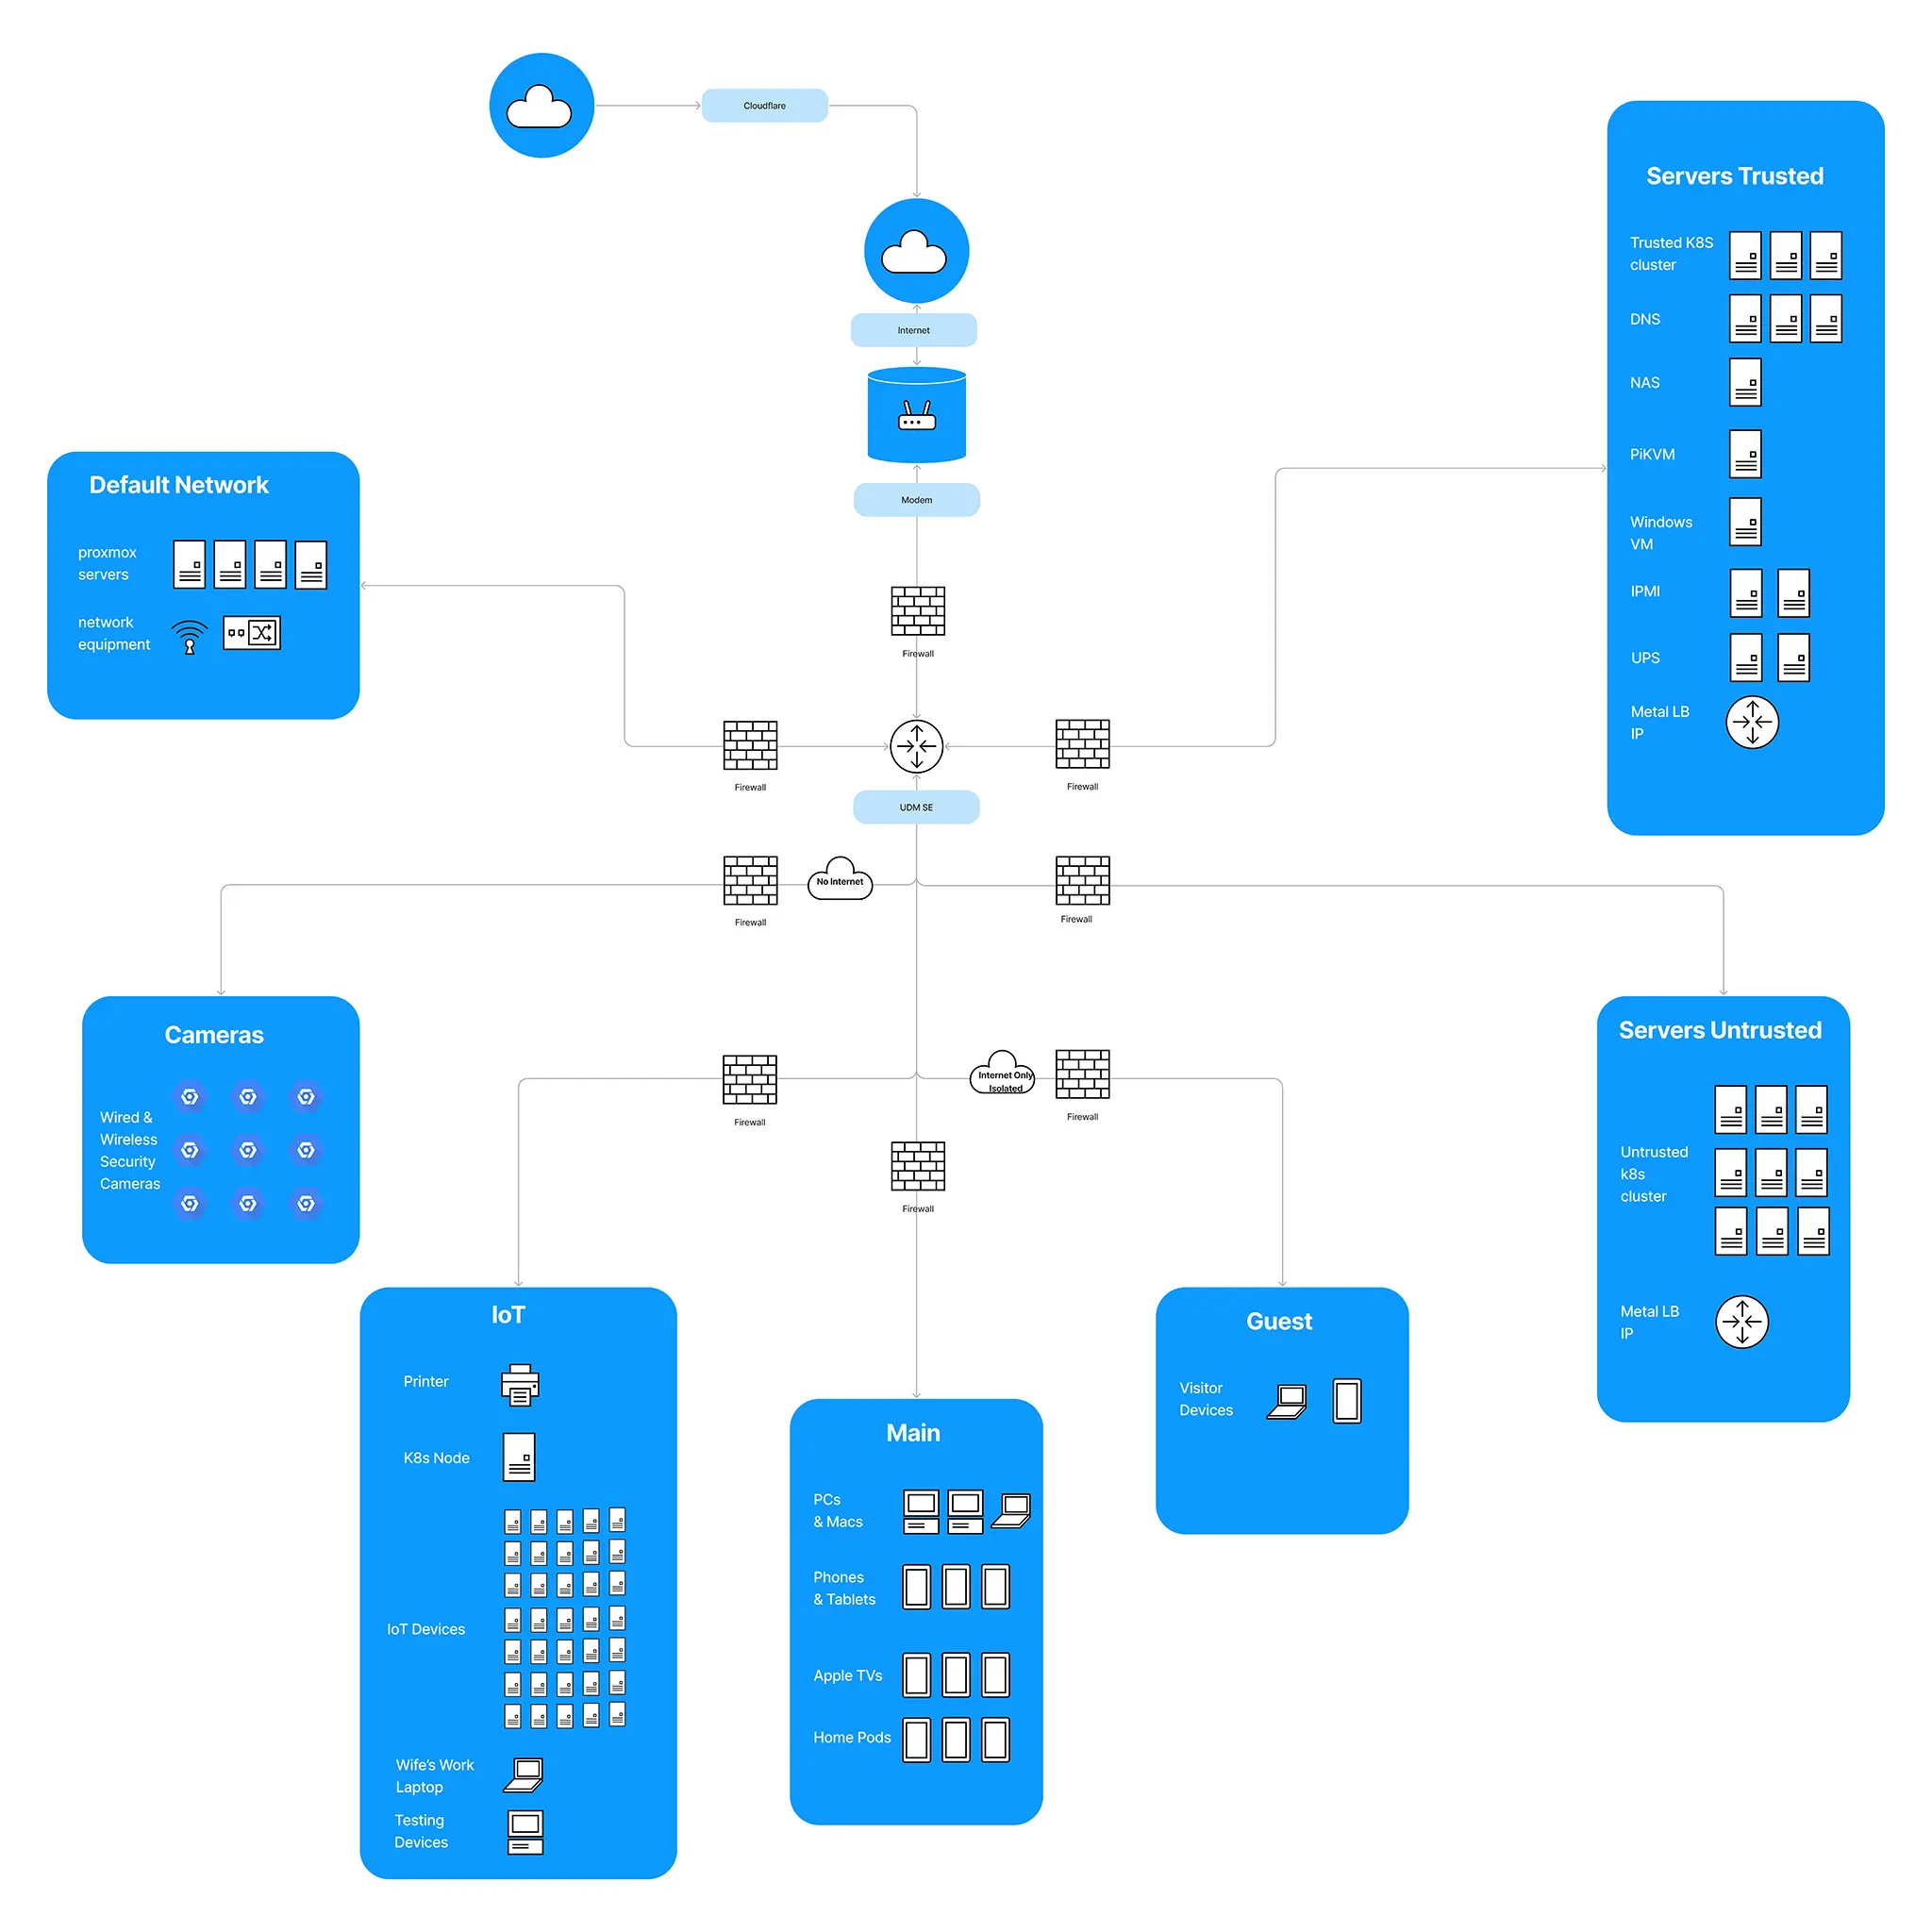 Cloudflare
Internet
Modem
Firewall
Firewall
Firewall
UDM SE
No Internet
Firewall
Firewall
Internet Only
Isolated
Firewall
Firewall
Firewall
Default Network
proxmox
servers
network
equipment
Servers Trusted
Trusted K8S
cluster
DNS
NAS
PiKVM
Windows
VM
IPMI
UPS
Metal LB
IP
Cameras
Wired &
Wireless
Security
Cameras
Servers Untrusted
Untrusted
k8s
cluster
Metal LB
IP
IoT
Printer
K8s Node
IoT Devices
Wife's Work
Laptop
Testing
Devices
Main
PCs
& Macs
Phones
& Tablets
Apple TVs
Home Pods
Guest
Visitor
Devices